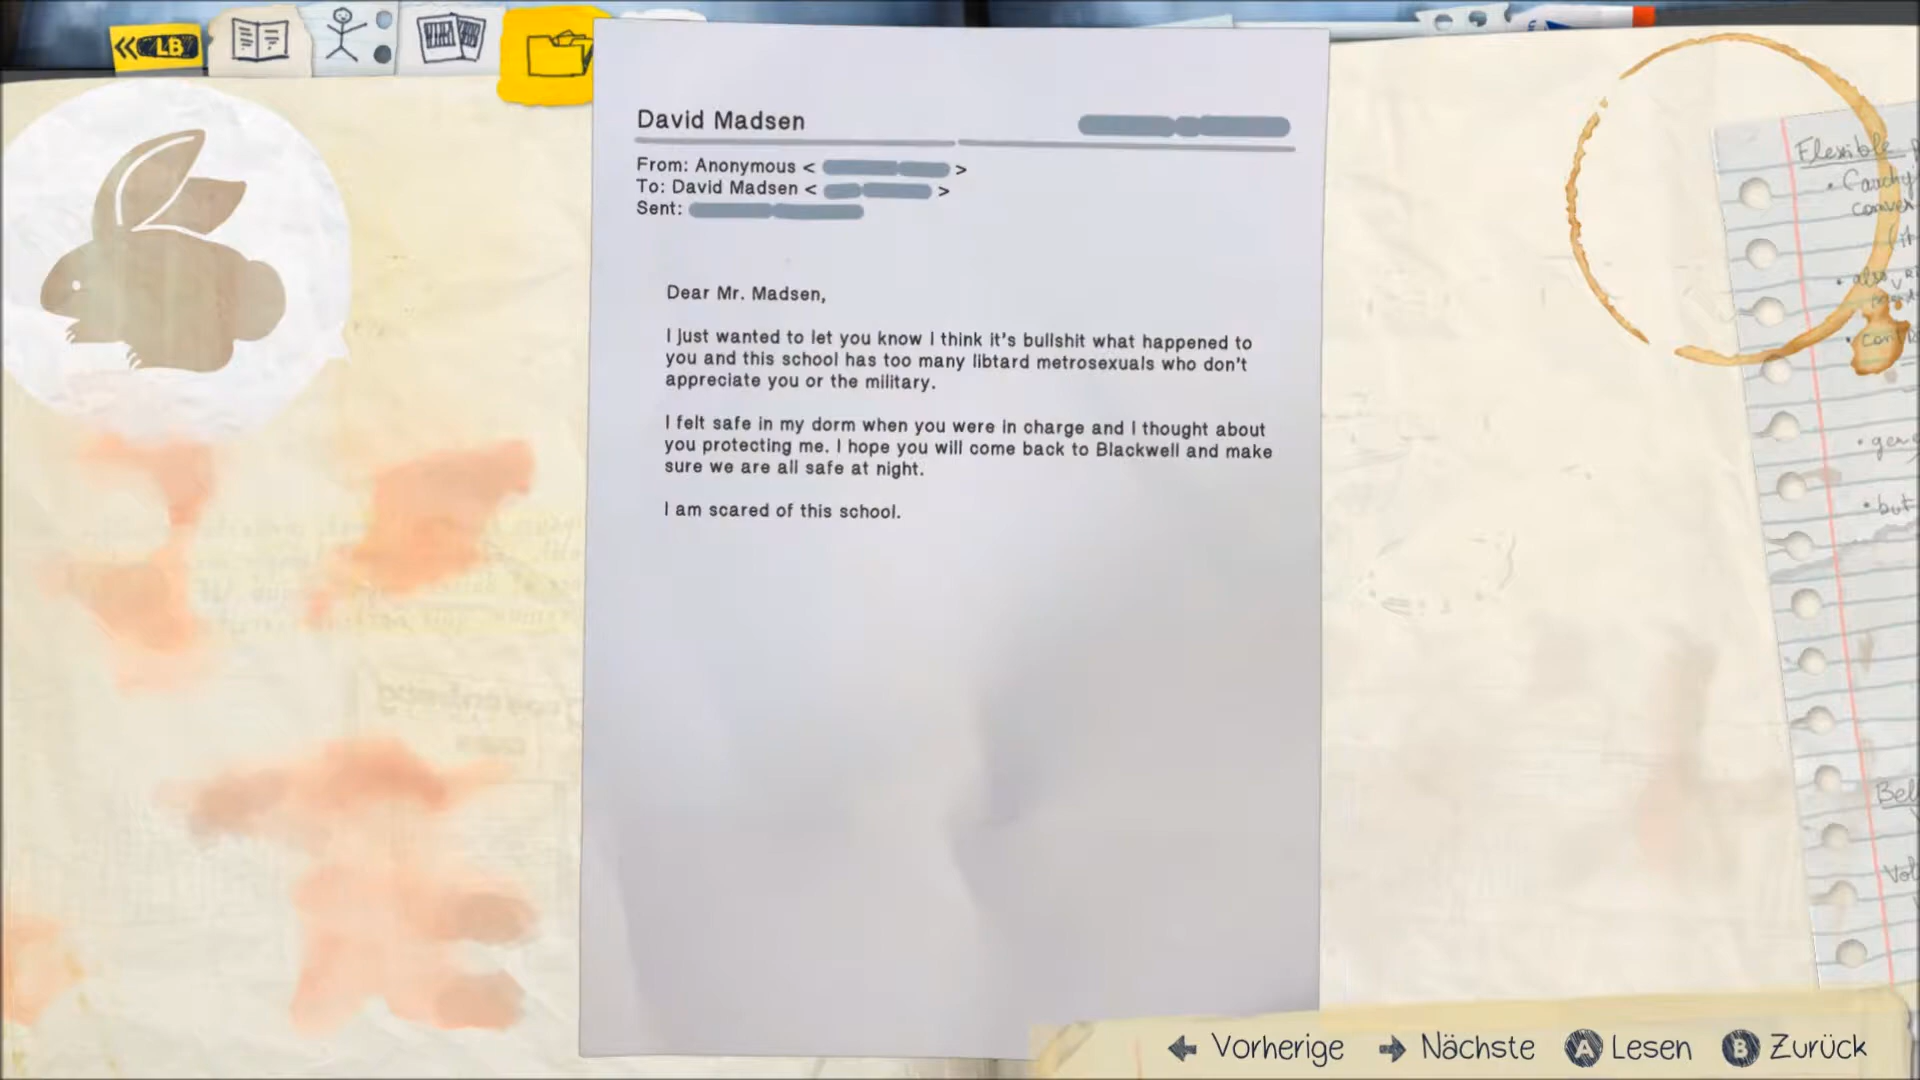 LB
David Madsen
From: Anonymous < >
To: David Madsen < >
Sent:
Dear Mr. Madsen,
I just wanted to let you know I think it's bullshit what happened to
you and this school has too many libtard metrosexuals who don't
appreciate you or the military.
I felt safe in my dorm when you were in charge and I thought about
you protecting me. I hope you will come back to Blackwell and make
sure we are all safe at night.
I am scared of this school.
Flexible
• also
• but
Vorherige
Nächste
A Lesen
B Zurück